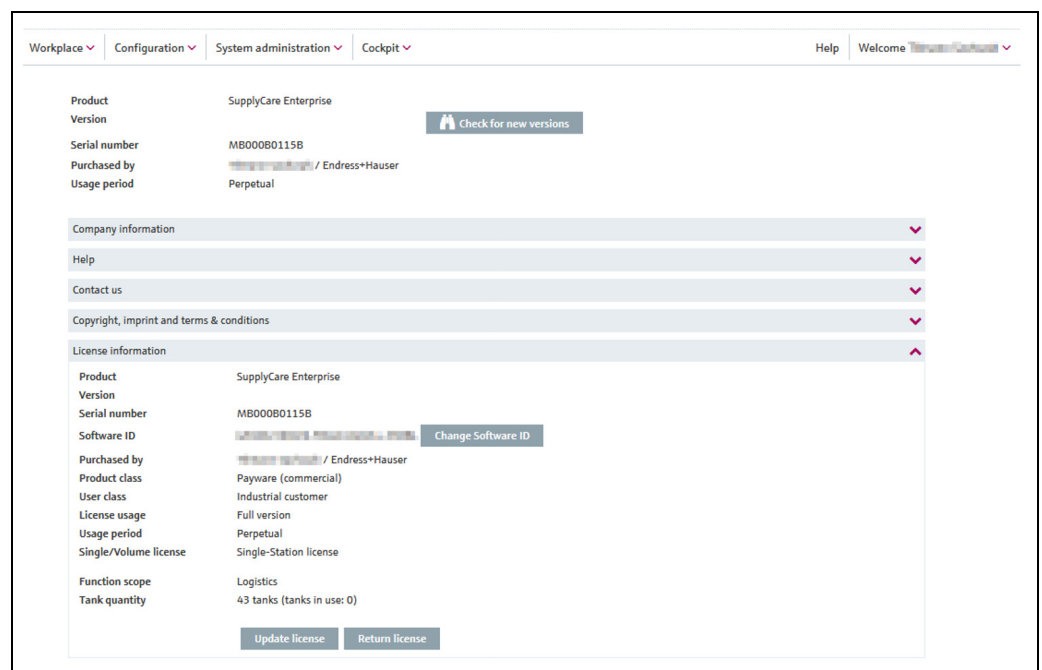 Workplace Configuration System administration Cockpit Help Welcome
Product SupplyCare Enterprise
Version Check for new versions
Serial number MB000B0115B
Purchased by / Endress+Hauser
Usage period Perpetual
Company information
Help
Contact us
Copyright, imprint and terms & conditions
License information
Product SupplyCare Enterprise
Version
Serial number MB000B0115B
Software ID Change Software ID
Purchased by / Endress+Hauser
Product class Payware (commercial)
User class Industrial customer
License usage Full version
Usage period Perpetual
Single/Volume license Single-Station license
Function scope Logistics
Tank quantity 43 tanks (tanks in use: 0)
Update license Return license